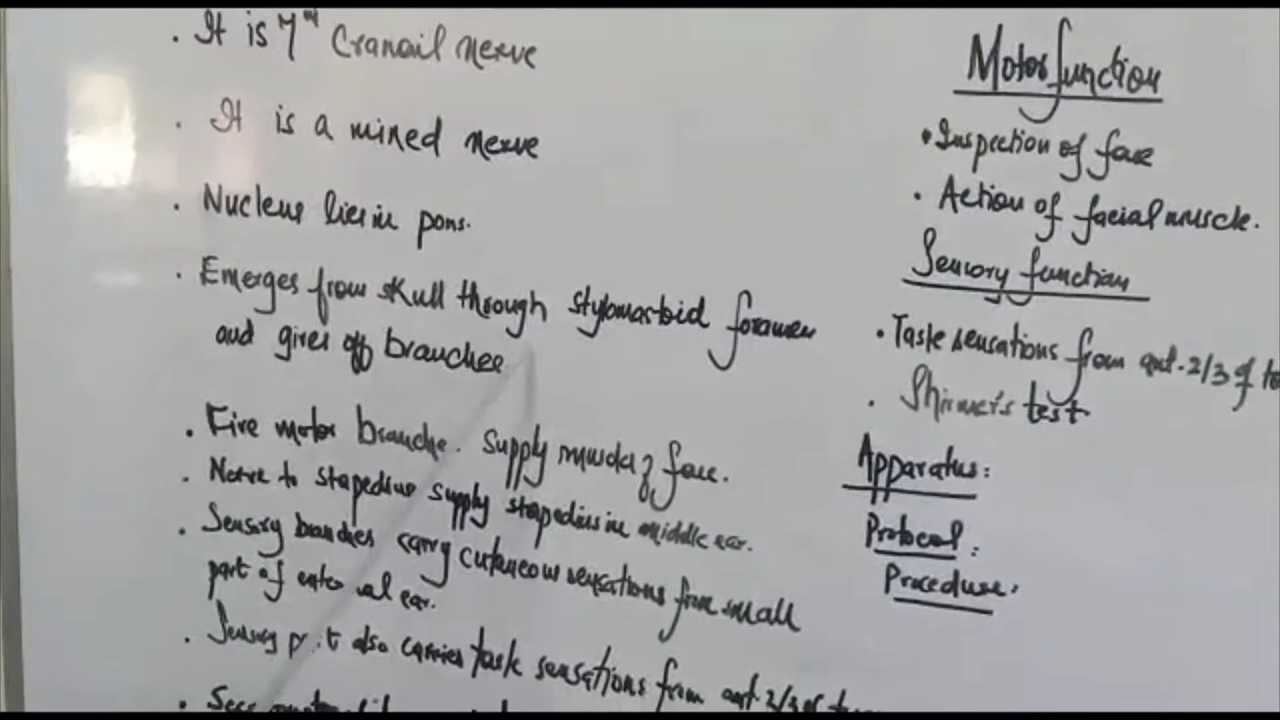 . It is 7th Cranail nerve
. It is a mixed nerve
. Nucleus lies in pons.
. Emerges from skull through stylomastoid foramen
and gives off branches
. Five motor branche. supply muscles of face.
. Nerve to stapedius supply stapedius in middle ear.
. Sensory branches carry cutaneous sensations from small
part of external ear.
. Sensory part also carries taste sensations from ant. 2/3 of
Motor function
. Inspection of face
. Action of facial muscle.
Sensory function
. Taste sensations from ant. 2/3 of to
. Shirmer's test
Apparatus:
Protocol:
Procedure: